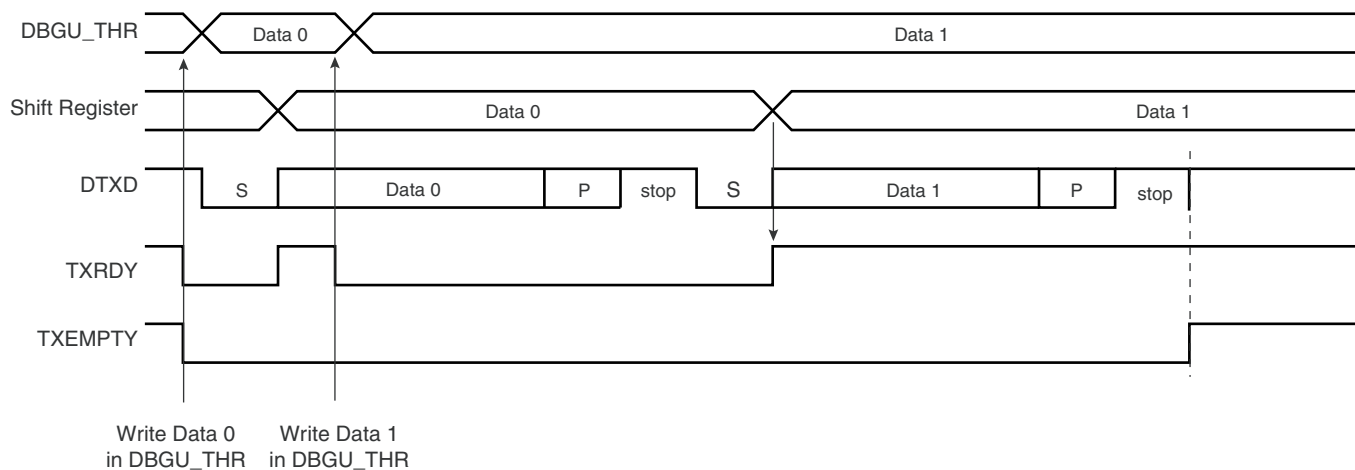 DBGU_THR
Data 0
Data 1
Shift Register
Data 0
Data 1
DTXD
S
Data 0
P
stop
S
Data 1
P
stop
TXRDY
TXEMPTY
Write Data 0
in DBGU_THR
Write Data 1
in DBGU_THR